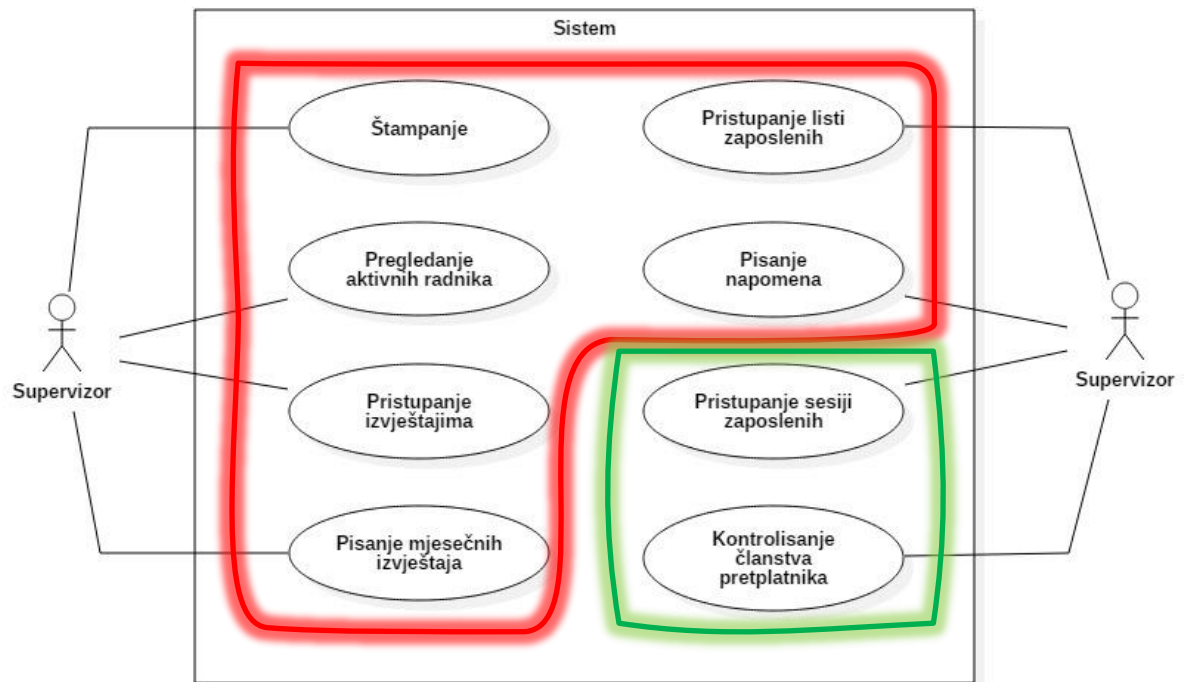 Sistem
Štampanje
Pristupanje listi
zaposlenih
Pregledanje
aktivnih radnika
Pisanje
napomena
Supervizor
Supervizor
Pristupanje
izvještajima
Pristupanje sesiji
zaposlenih
Pisanje mjesečnih
izvještaja
Kontrolisanje
članstva
pretplatnika